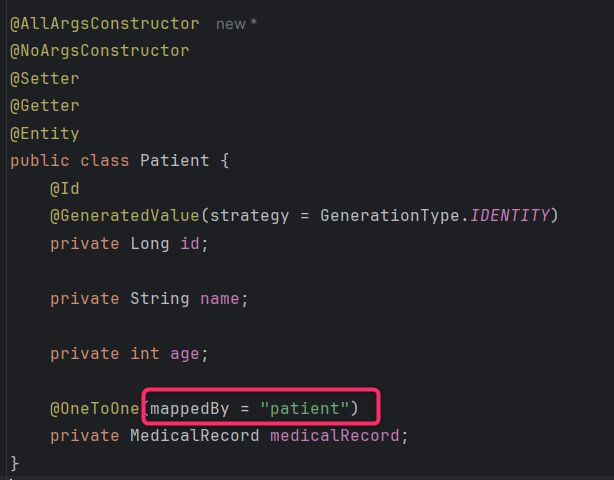 @AllArgsConstructor new *
@NoArgsConstructor
@Setter
@Getter
@Entity
public class Patient {
@Id
@GeneratedValue(strategy = GenerationType.IDENTITY)
private Long id;
private String name;
private int age;
@OneToOne(mappedBy = "patient")
private MedicalRecord medicalRecord;
}